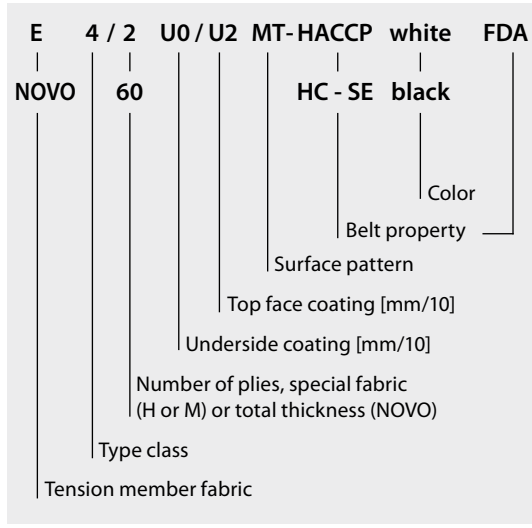 E 4 / 2 U0 / U2 MT- HACCP white FDA
NOVO 60 HC - SE black
Color
Belt property
Surface pattern
Top face coating [mm/10]
Underside coating [mm/10]
Number of plies, special fabric
(H or M) or total thickness (NOVO)
Type class
Tension member fabric